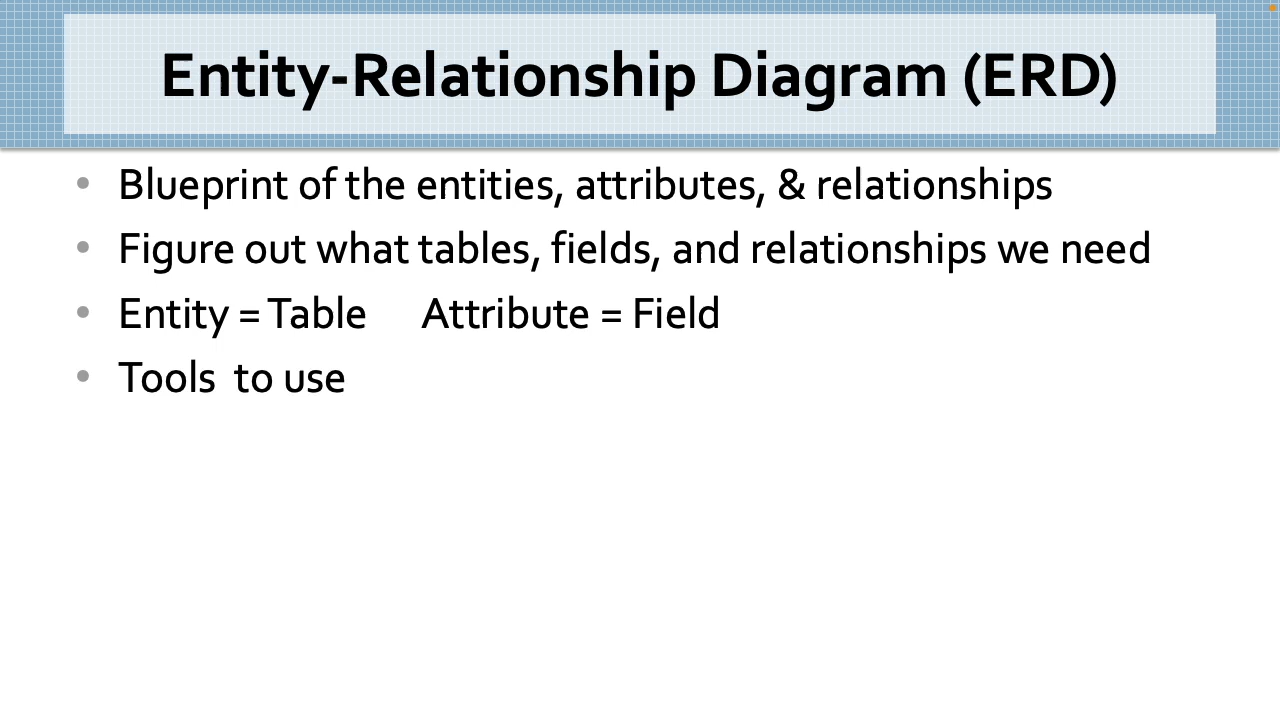 Entity-Relationship Diagram (ERD)
• Blueprint of the entities, attributes, & relationships
• Figure out what tables, fields, and relationships we need
• Entity = Table     Attribute = Field
• Tools  to use